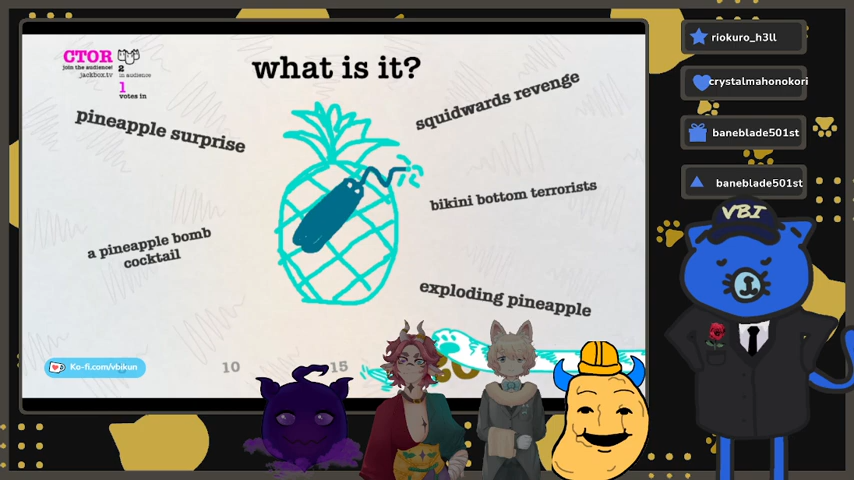 CTOR
join the audience!
jackbox.tv
2
in audience
1
votes in
what is it?
pineapple surprise
squidwards revenge
bikini bottom terrorists
a pineapple bomb
cocktail
exploding pineapple
Ko-fi.com/vbikun
10
15
riokuro_h3ll
crystalmahonokori
baneblade501st
baneblade501st
VBI